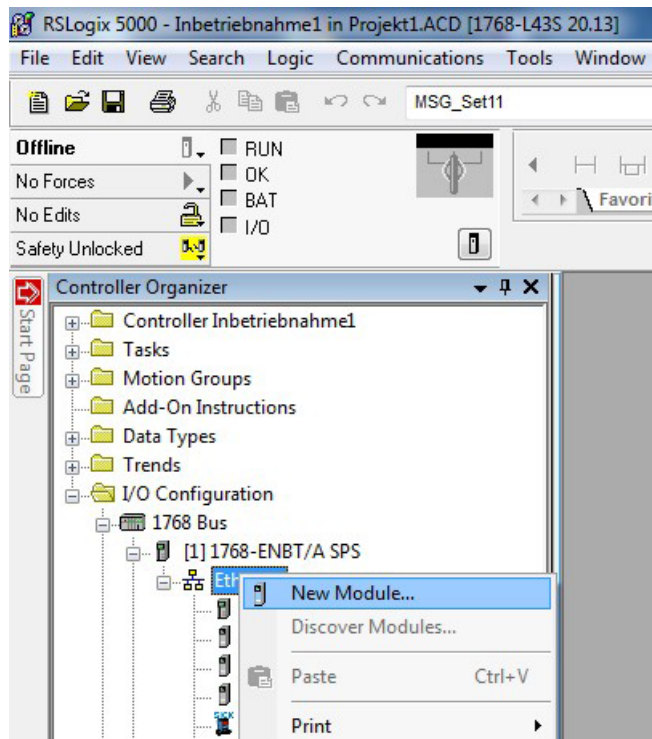 RSLogix 5000 - Inbetriebnahme1 in Projekt1.ACD [1768-L43S 20.13]
File Edit View Search Logic Communications Tools Window
MSG_Set11
Offline
RUN
No Forces
OK
No Edits
BAT
I/O
Safety Unlocked
Favori
Start Page
Controller Organizer
Controller Inbetriebnahme1
Tasks
Motion Groups
Add-On Instructions
Data Types
Trends
I/O Configuration
1768 Bus
[1] 1768-ENBT/A SPS
Eth
New Module...
Discover Modules...
Paste Ctrl+V
SICK
Print